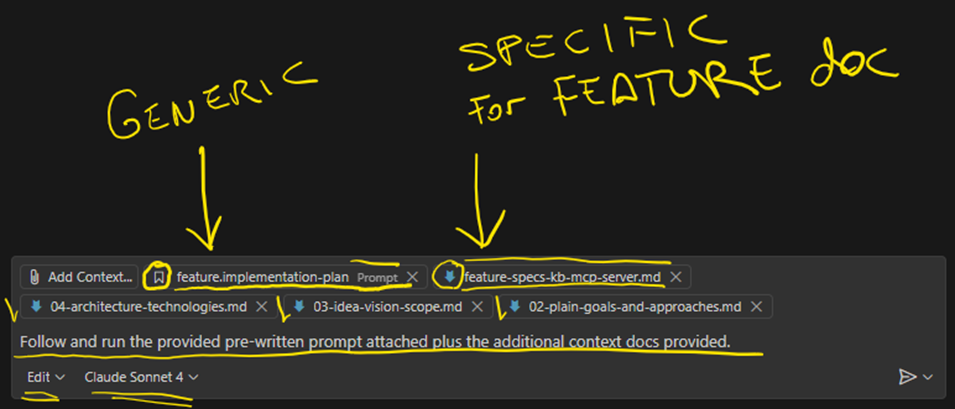 GENERIC
SPECIFIC
For FEATURE doc
Add Context... feature.implementation-plan Prompt feature-specs-kb-mcp-server.md
04-architecture-technologies.md 03-idea-vision-scope.md 02-plain-goals-and-approaches.md
Follow and run the provided pre-written prompt attached plus the additional context docs provided.
Edit Claude Sonnet 4